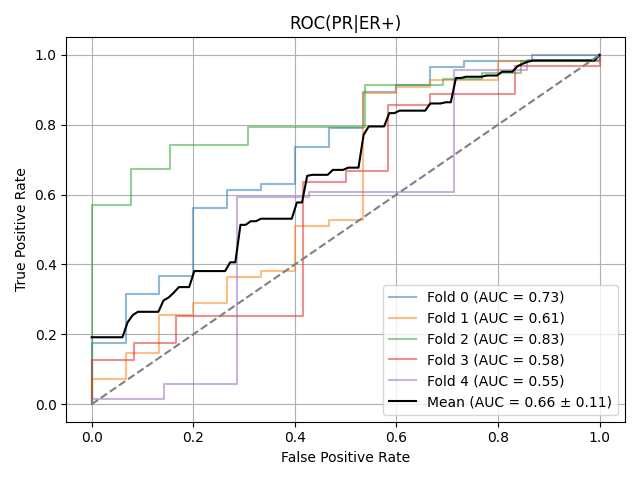 ROC(PR|ER+)
True Positive Rate
1.0
0.8
0.6
0.4
0.2
0.0
Fold 0 (AUC = 0.73)
Fold 1 (AUC = 0.61)
Fold 2 (AUC = 0.83)
Fold 3 (AUC = 0.58)
Fold 4 (AUC = 0.55)
Mean (AUC = 0.66 ± 0.11)
0.0 0.2 0.4 0.6 0.8 1.0
False Positive Rate